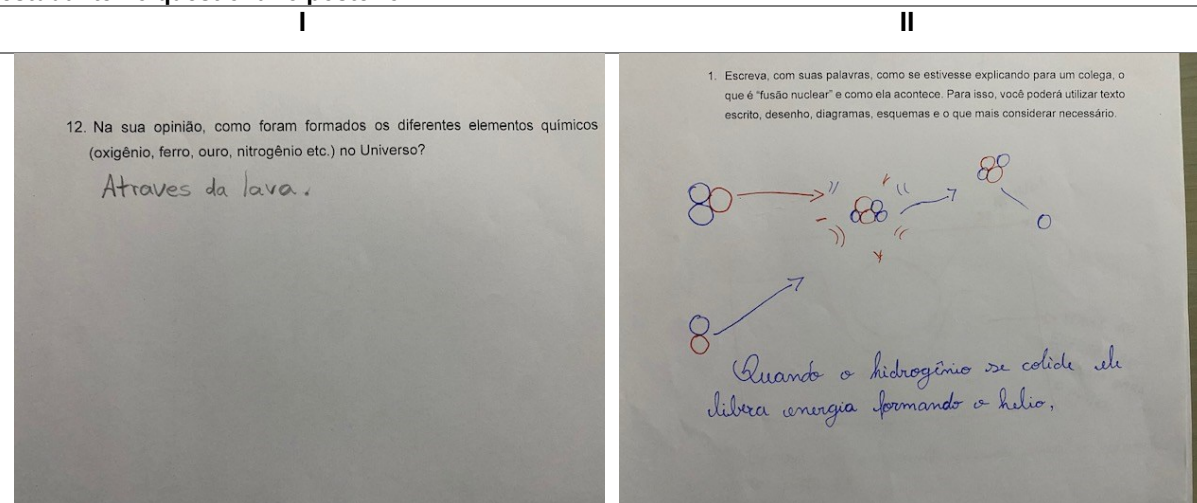 I
II
12. Na sua opinião, como foram formados os diferentes elementos químicos
(oxigênio, ferro, ouro, nitrogênio etc.) no Universo?
Atraves da lava.
1. Escreva, com suas palavras, como se estivesse explicando para um colega, o
que é "fusão nuclear" e como ela acontece. Para isso, você poderá utilizar texto
escrito, desenho, diagramas, esquemas e o que mais considerar necessário.
Quando o hidrogênio se colide ele
libera energia formando o helio,